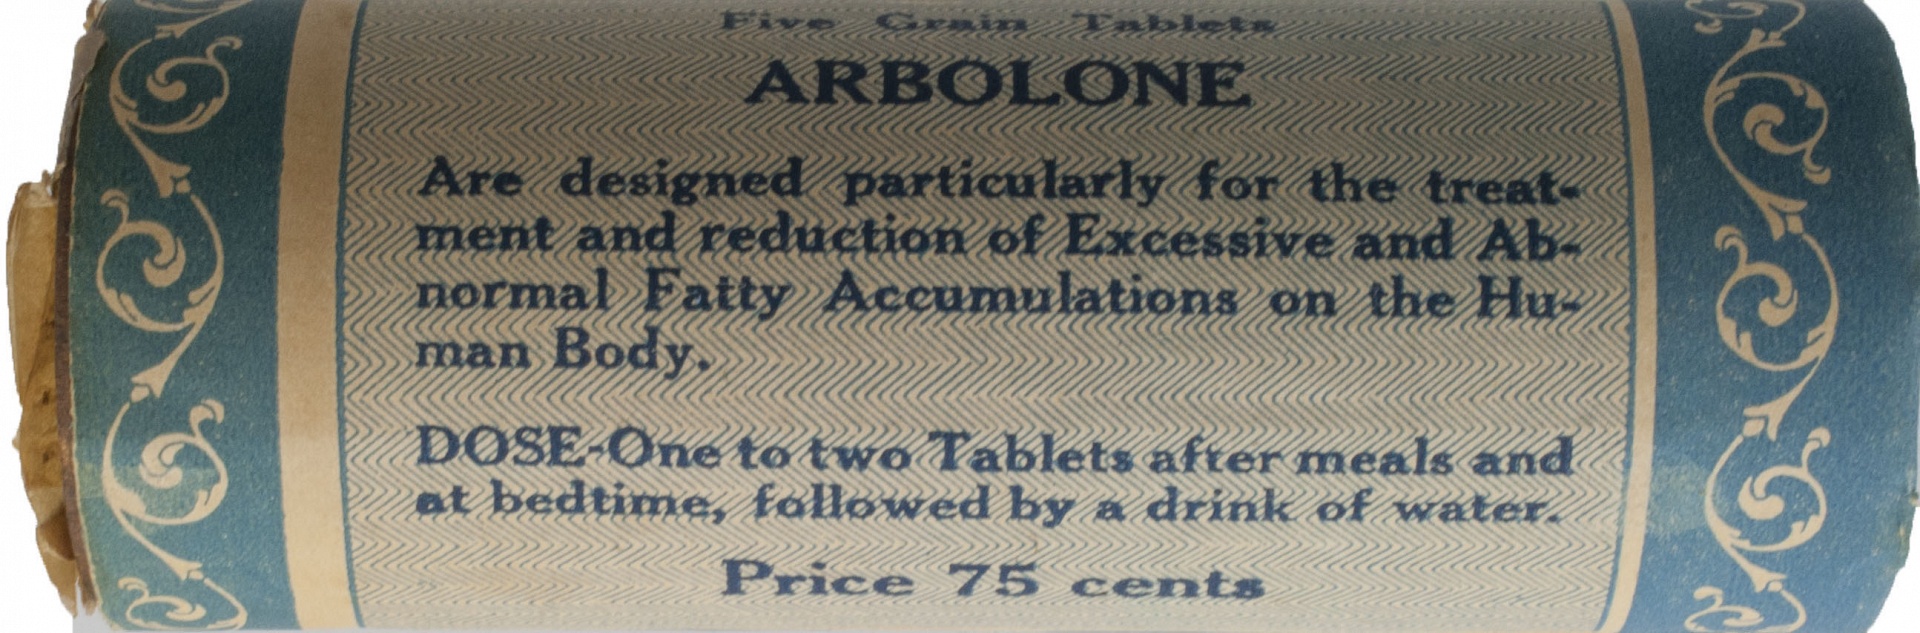 Five Grain Tablets
ARBOLONE
Are designed particularly for the treat-
ment and reduction of Excessive and Ab-
normal Fatty Accumulations on the Hu-
man Body.
DOSE-One to two Tablets after meals and
at bedtime, followed by a drink of water.
Price 75 cents